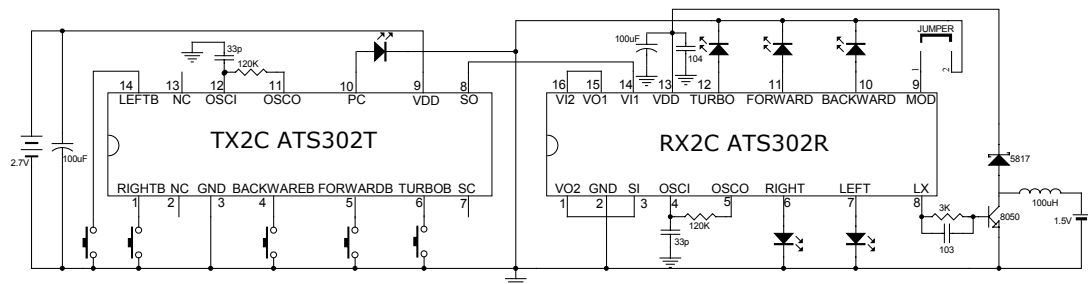 33p
120K
14 13 12 11 10 9 8
LEFTB NC OSCI OSCO PC VDD SO
TX2C ATS302T
RIGHTB NC GND BACKWAREB FORWARDB TURBOB SC
1 2 3 4 5 6 7
2.7V
100uF
100uF
104
JUMPER
1 2
16 15 14 13 12 11 10 9
VI2 VO1 VI1 VDD TURBO FORWARD BACKWARD MOD
RX2C ATS302R
VO2 GND SI OSCI OSCO RIGHT LEFT LX
1 2 3 4 5 6 7 8
120K
33p
3K
103
5817
8050
100uH
1.5V